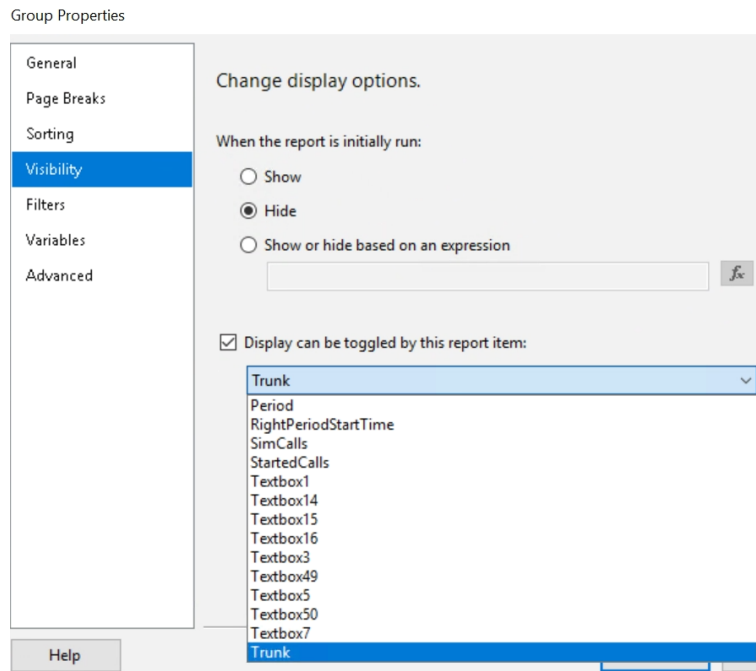 Group Properties
General
Page Breaks
Sorting
Visibility
Filters
Variables
Advanced
Change display options.
When the report is initially run:
Show
Hide
Show or hide based on an expression
fx
Display can be toggled by this report item:
Trunk
Period
RightPeriodStartTime
SimCalls
StartedCalls
Textbox1
Textbox14
Textbox15
Textbox16
Textbox3
Textbox49
Textbox5
Textbox50
Textbox7
Trunk
Help